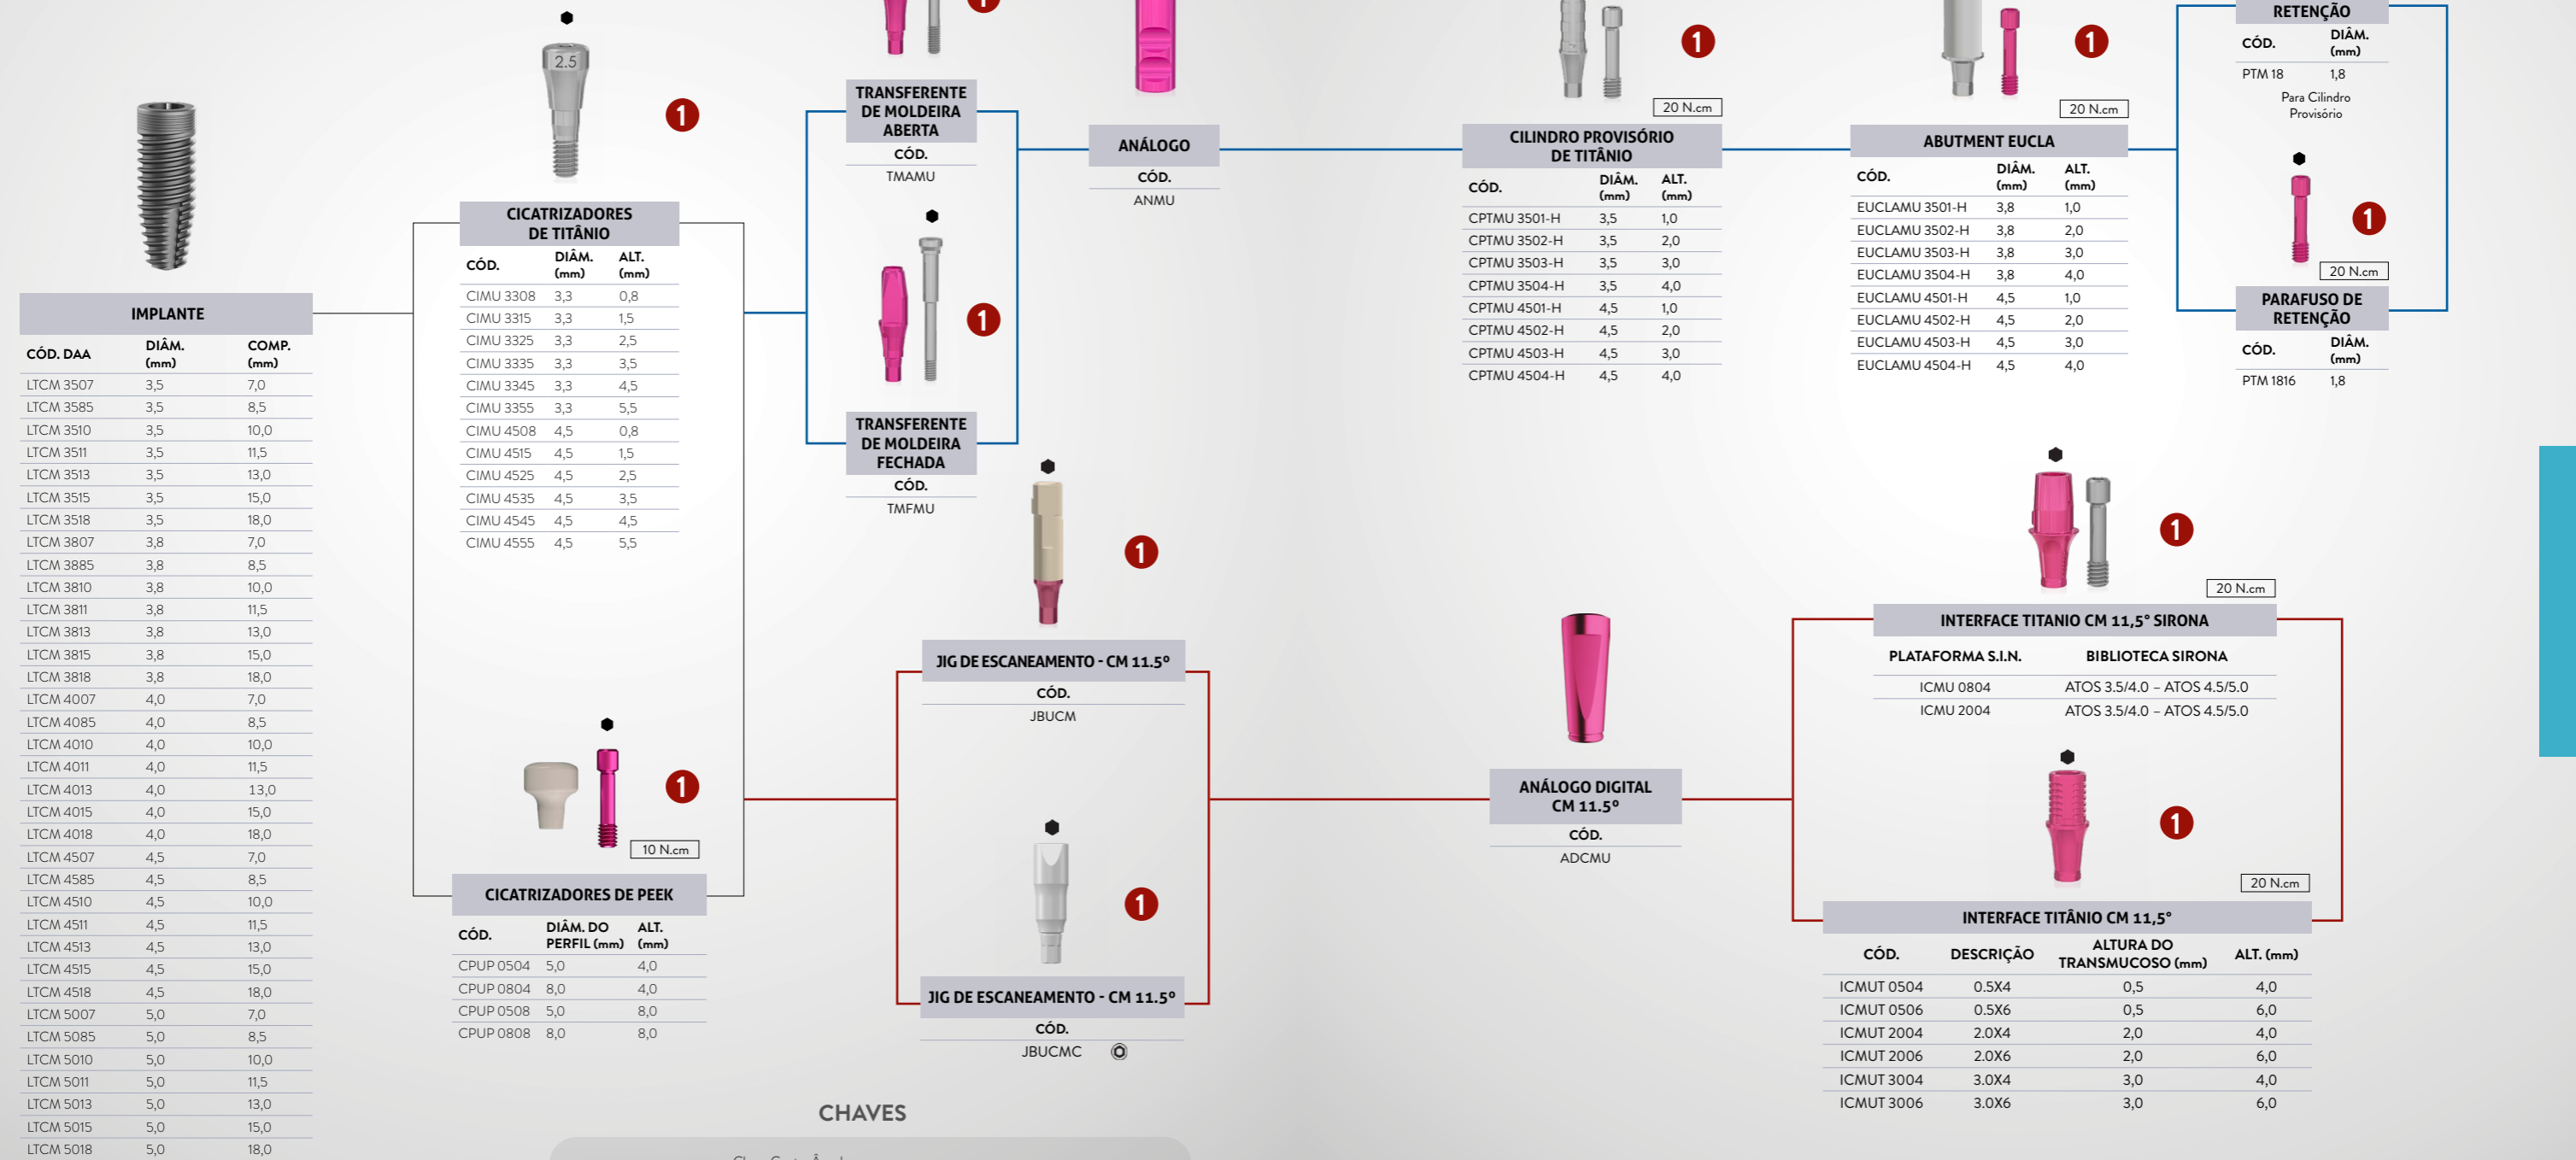 2.5
1
IMPLANTE
CÓD. DAA DIÂM. (mm) COMP. (mm)
LTCM 3507 3,5 7,0
LTCM 3585 3,5 8,5
LTCM 3510 3,5 10,0
LTCM 3511 3,5 11,5
LTCM 3513 3,5 13,0
LTCM 3515 3,5 15,0
LTCM 3518 3,5 18,0
LTCM 3807 3,8 7,0
LTCM 3885 3,8 8,5
LTCM 3810 3,8 10,0
LTCM 3811 3,8 11,5
LTCM 3813 3,8 13,0
LTCM 3815 3,8 15,0
LTCM 3818 3,8 18,0
LTCM 4007 4,0 7,0
LTCM 4085 4,0 8,5
LTCM 4010 4,0 10,0
LTCM 4011 4,0 11,5
LTCM 4013 4,0 13,0
LTCM 4015 4,0 15,0
LTCM 4018 4,0 18,0
LTCM 4507 4,5 7,0
LTCM 4585 4,5 8,5
LTCM 4510 4,5 10,0
LTCM 4511 4,5 11,5
LTCM 4513 4,5 13,0
LTCM 4515 4,5 15,0
LTCM 4518 4,5 18,0
LTCM 5007 5,0 7,0
LTCM 5085 5,0 8,5
LTCM 5010 5,0 10,0
LTCM 5011 5,0 11,5
LTCM 5013 5,0 13,0
LTCM 5015 5,0 15,0
LTCM 5018 5,0 18,0
CICATRIZADORES
DE TITÂNIO
CÓD. DIÂM. (mm) ALT. (mm)
CIMU 3308 3,3 0,8
CIMU 3315 3,3 1,5
CIMU 3325 3,3 2,5
CIMU 3335 3,3 3,5
CIMU 3345 3,3 4,5
CIMU 3355 3,3 5,5
CIMU 4508 4,5 0,8
CIMU 4515 4,5 1,5
CIMU 4525 4,5 2,5
CIMU 4535 4,5 3,5
CIMU 4545 4,5 4,5
CIMU 4555 4,5 5,5
1
10 N.cm
CICATRIZADORES DE PEEK
CÓD. DIÂM. DO PERFIL (mm) ALT. (mm)
CPUP 0504 5,0 4,0
CPUP 0804 8,0 4,0
CPUP 0508 5,0 8,0
CPUP 0808 8,0 8,0
1
TRANSFERENTE
DE MOLDEIRA
ABERTA
CÓD.
TMAMU
1
TRANSFERENTE
DE MOLDEIRA
FECHADA
CÓD.
TMFMU
ANÁLOGO
CÓD.
ANMU
1
JIG DE ESCANEAMENTO - CM 11.5º
CÓD.
JBUCM
1
JIG DE ESCANEAMENTO - CM 11.5º
CÓD.
JBUCMC
CHAVES
1
20 N.cm
CILINDRO PROVISÓRIO
DE TITÂNIO
CÓD. DIÂM. (mm) ALT. (mm)
CPTMU 3501-H 3,5 1,0
CPTMU 3502-H 3,5 2,0
CPTMU 3503-H 3,5 3,0
CPTMU 3504-H 3,5 4,0
CPTMU 4501-H 4,5 1,0
CPTMU 4502-H 4,5 2,0
CPTMU 4503-H 4,5 3,0
CPTMU 4504-H 4,5 4,0
1
20 N.cm
ABUTMENT EUCLA
CÓD. DIÂM. (mm) ALT. (mm)
EUCLAMU 3501-H 3,8 1,0
EUCLAMU 3502-H 3,8 2,0
EUCLAMU 3503-H 3,8 3,0
EUCLAMU 3504-H 3,8 4,0
EUCLAMU 4501-H 4,5 1,0
EUCLAMU 4502-H 4,5 2,0
EUCLAMU 4503-H 4,5 3,0
EUCLAMU 4504-H 4,5 4,0
RETENÇÃO
CÓD. DIÂM. (mm)
PTM 18 1,8
Para Cilindro
Provisório
1
20 N.cm
PARAFUSO DE
RETENÇÃO
CÓD. DIÂM. (mm)
PTM 1816 1,8
ANÁLOGO DIGITAL
CM 11.5º
CÓD.
ADCMU
1
20 N.cm
INTERFACE TITANIO CM 11,5° SIRONA
PLATAFORMA S.I.N. BIBLIOTECA SIRONA
ICMU 0804 ATOS 3.5/4.0 – ATOS 4.5/5.0
ICMU 2004 ATOS 3.5/4.0 – ATOS 4.5/5.0
1
20 N.cm
INTERFACE TITÂNIO CM 11,5°
CÓD. DESCRIÇÃO ALTURA DO TRANSMUCOSO (mm) ALT. (mm)
ICMUT 0504 0.5X4 0,5 4,0
ICMUT 0506 0.5X6 0,5 6,0
ICMUT 2004 2.0X4 2,0 4,0
ICMUT 2006 2.0X6 2,0 6,0
ICMUT 3004 3.0X4 3,0 4,0
ICMUT 3006 3.0X6 3,0 6,0